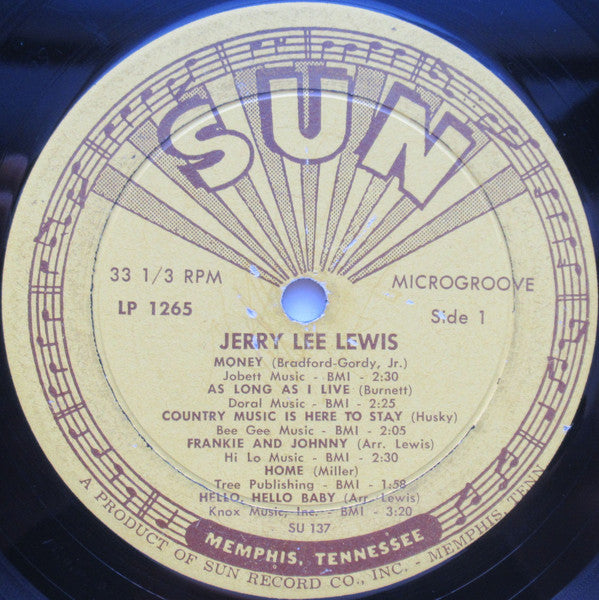 SUN
33 1/3 RPM
MICROGROOVE
LP 1265
Side 1
JERRY LEE LEWIS
MONEY (Bradford-Gordy, Jr.)
Jobett Music - BMI - 2:30
AS LONG AS I LIVE (Burnett)
Doral Music - BMI - 2:25
COUNTRY MUSIC IS HERE TO STAY (Husky)
Bee Gee Music - BMI - 2:05
FRANKIE AND JOHNNY (Arr. Lewis)
Hi Lo Music - BMI - 2:30
HOME (Miller)
Tree Publishing - BMI - 1:58
HELLO, HELLO BABY (Arr. Lewis)
Knox Music, Inc. - BMI - 3:20
SU 137
MEMPHIS, TENNESSEE
A PRODUCT OF SUN RECORD CO., INC. - MEMPHIS, TENN